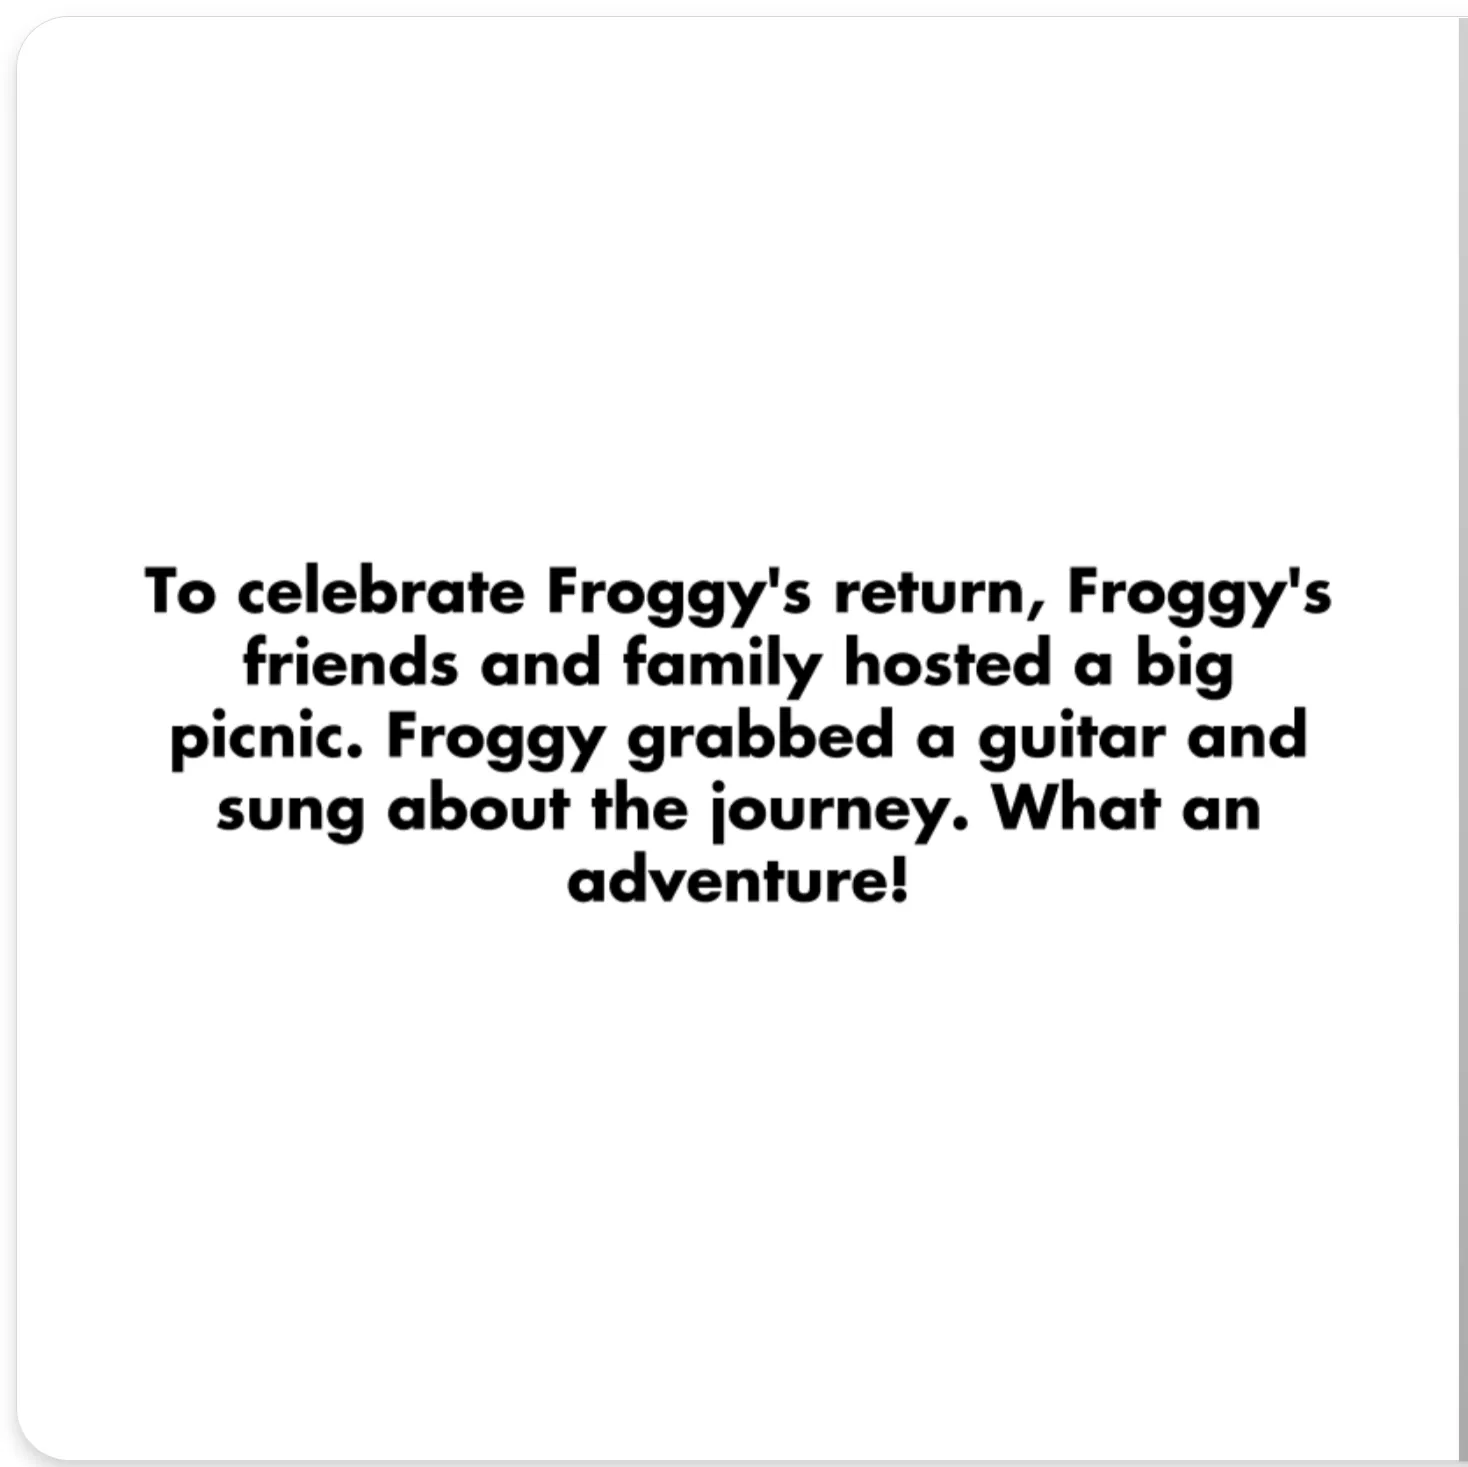 To celebrate Froggy's return, Froggy's
friends and family hosted a big
picnic. Froggy grabbed a guitar and
sung about the journey. What an
adventure!